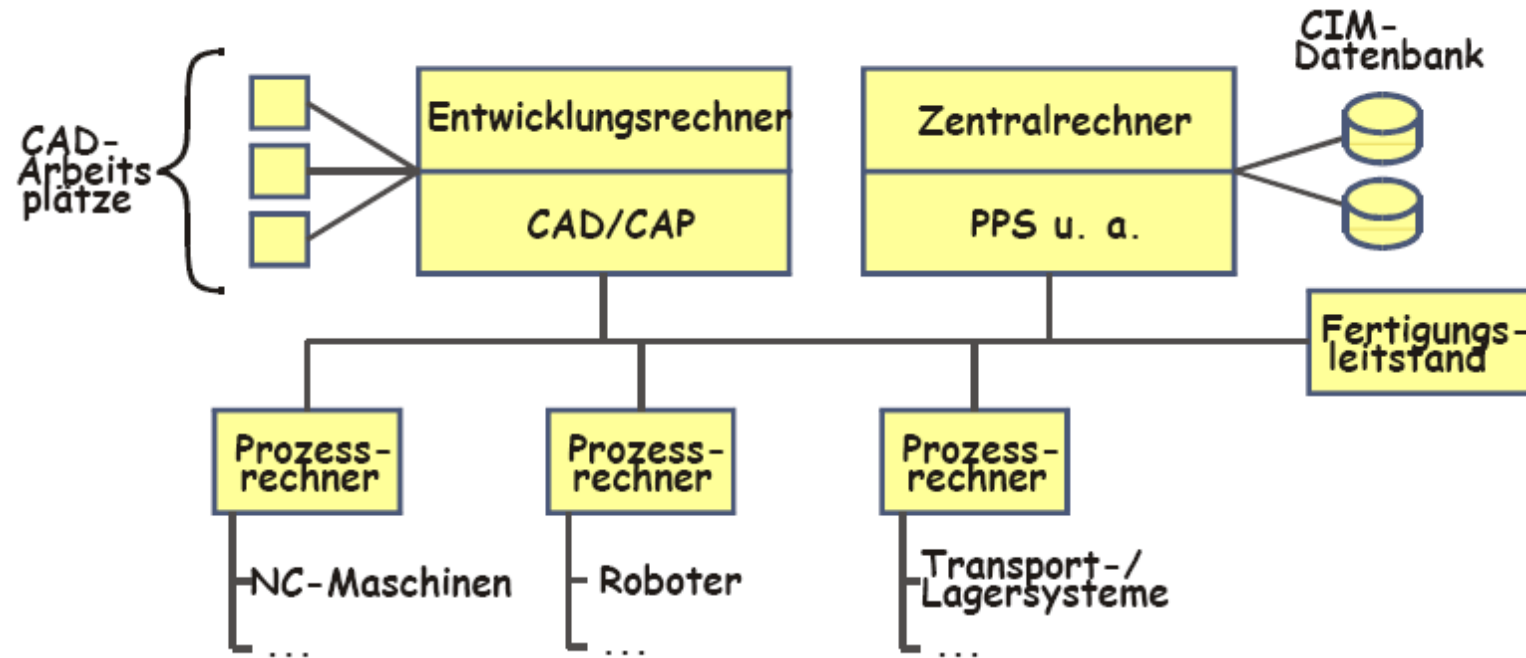 CAD-
Arbeits
plätze
Entwicklungsrechner
CAD/CAP
Zentralrechner
PPS u. a.
CIM-
Datenbank
Fertigungs-
leitstand
Prozess-
rechner
NC-Maschinen
...
Prozess-
rechner
Roboter
...
Prozess-
rechner
Transport-/
Lagersysteme
...